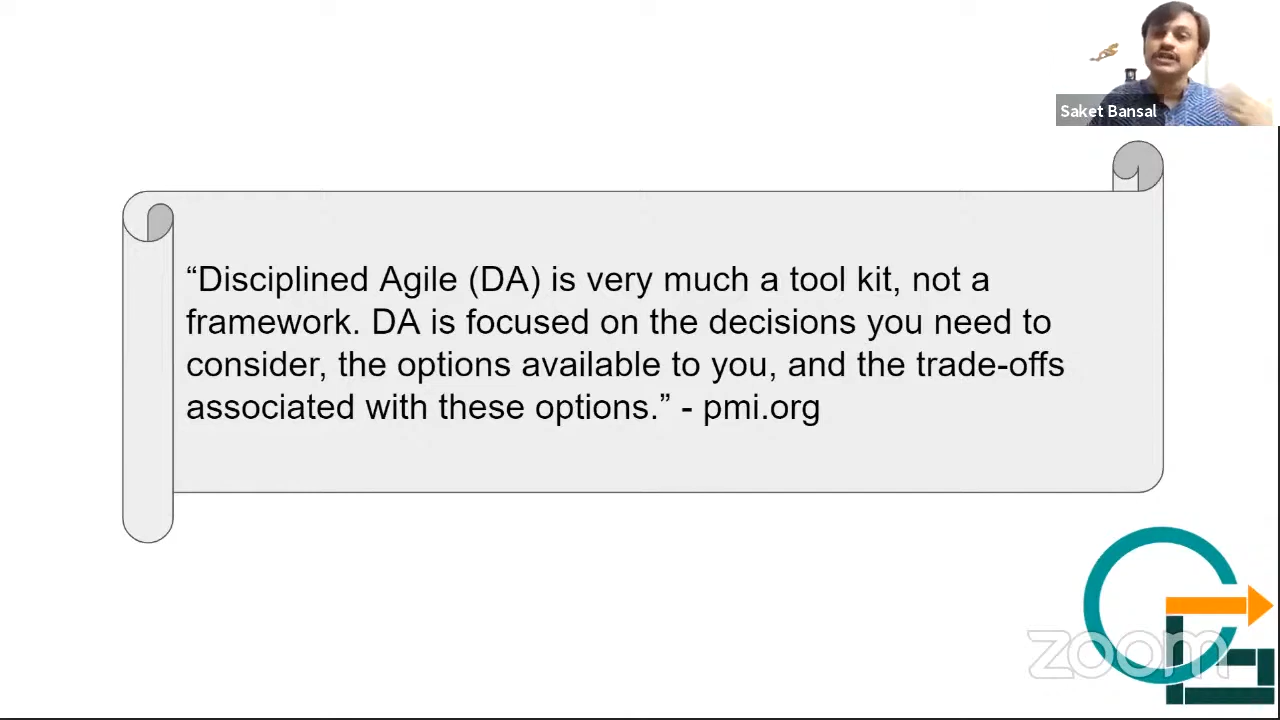 Saket Bansal
“Disciplined Agile (DA) is very much a tool kit, not a
framework. DA is focused on the decisions you need to
consider, the options available to you, and the trade-offs
associated with these options.” - pmi.org
zoom